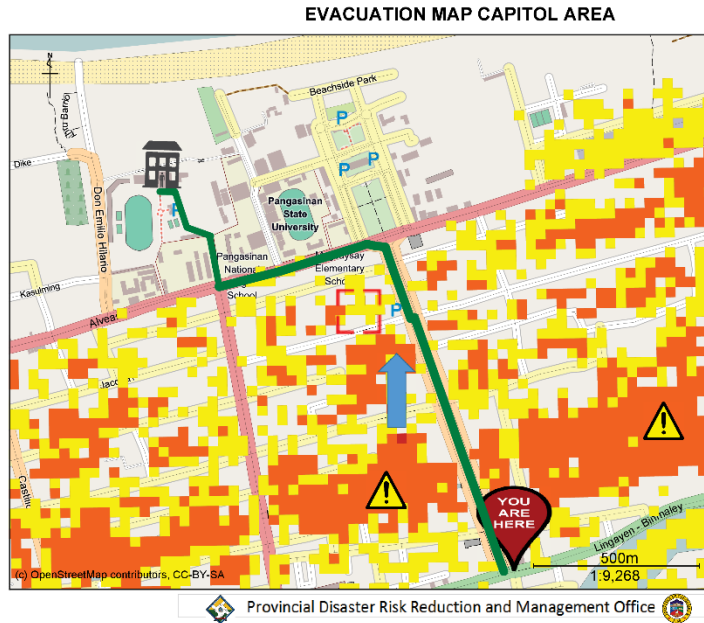 EVACUATION MAP CAPITOL AREA
N
Beachside Park
P
P
P
Dike
Don Emilio Hilario
P
Pangasinan
State
University
Pangasinan
School
Elementary
Kasulming
P
YOU
ARE
HERE
Lingayen - Binmaley
500m
1:9,268
(c) OpenStreetMap contributors, CC-BY-SA
Provincial Disaster Risk Reduction and Management Office